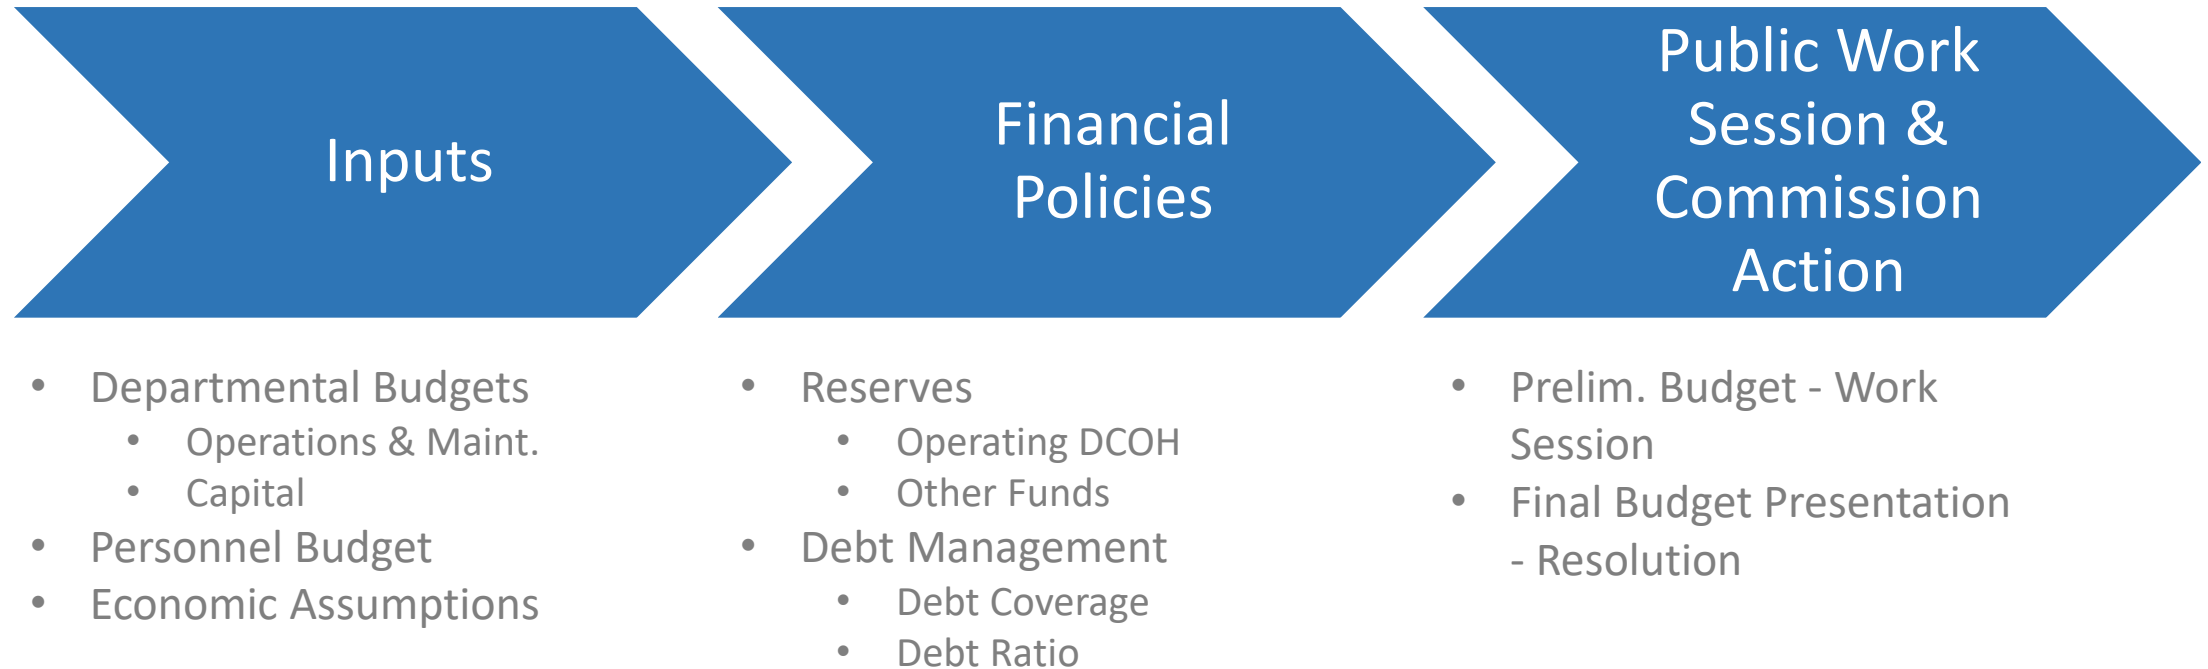 Inputs
Financial
Policies
Public Work
Session &
Commission
Action
• Departmental Budgets
• Operations & Maint.
• Capital
• Personnel Budget
• Economic Assumptions
• Reserves
• Operating DCOH
• Other Funds
• Debt Management
• Debt Coverage
• Debt Ratio
• Prelim. Budget - Work
Session
• Final Budget Presentation
- Resolution